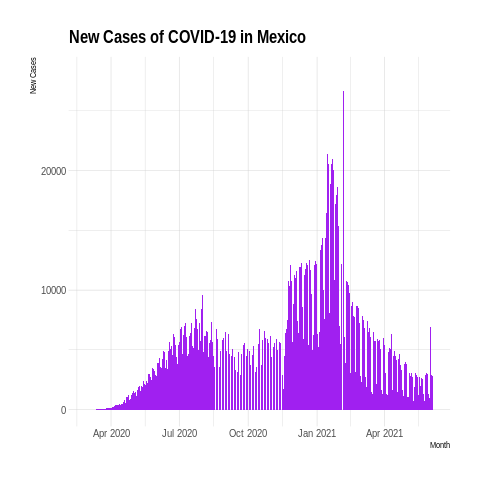 New Cases of COVID-19 in Mexico
New Cases
20000
10000
0
Apr 2020 Jul 2020 Oct 2020 Jan 2021 Apr 2021
Month